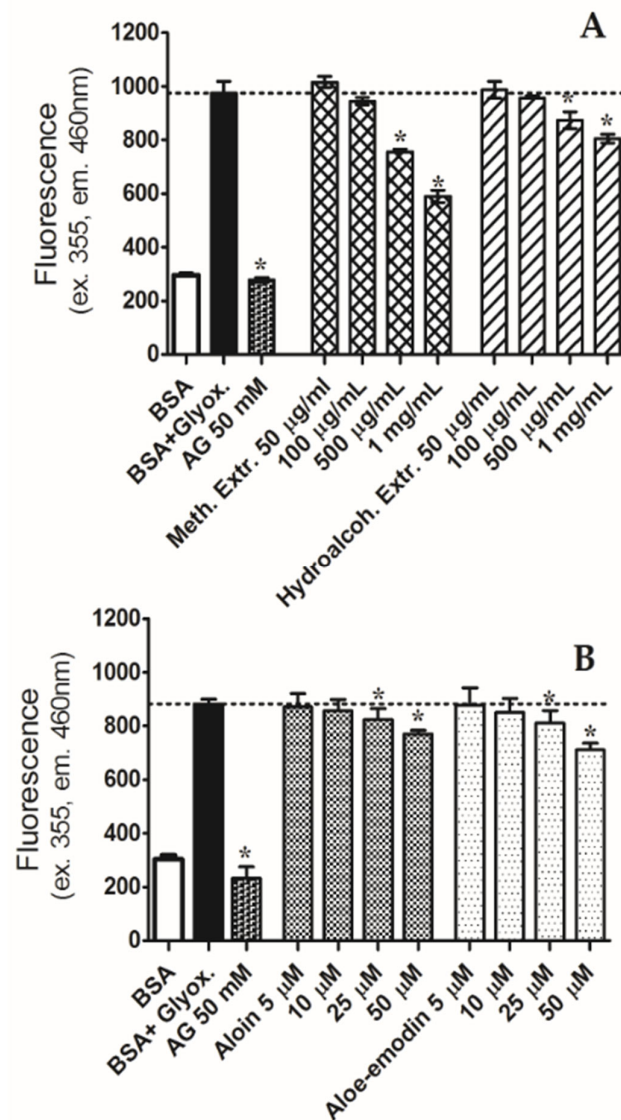 A
1200
1000
800
600
400
200
0
Fluorescence
(ex. 355, em. 460nm)
*
*
*
*
*
BSA
BSA+Glyox.
AG 50 mM
Meth. Extr. 50 µg/ml
100 µg/mL
500 µg/mL
1 mg/mL
Hydroalcoh. Extr. 50 µg/mL
100 µg/mL
500 µg/mL
1 mg/mL
B
1200
1000
800
600
400
200
0
Fluorescence
(ex. 355, em. 460nm)
*
*
*
*
*
BSA
BSA+ Glyox.
AG 50 mM
Aloin 5 µM
10 µM
25 µM
50 µM
Aloe-emodin 5 µM
10 µM
25 µM
50 µM